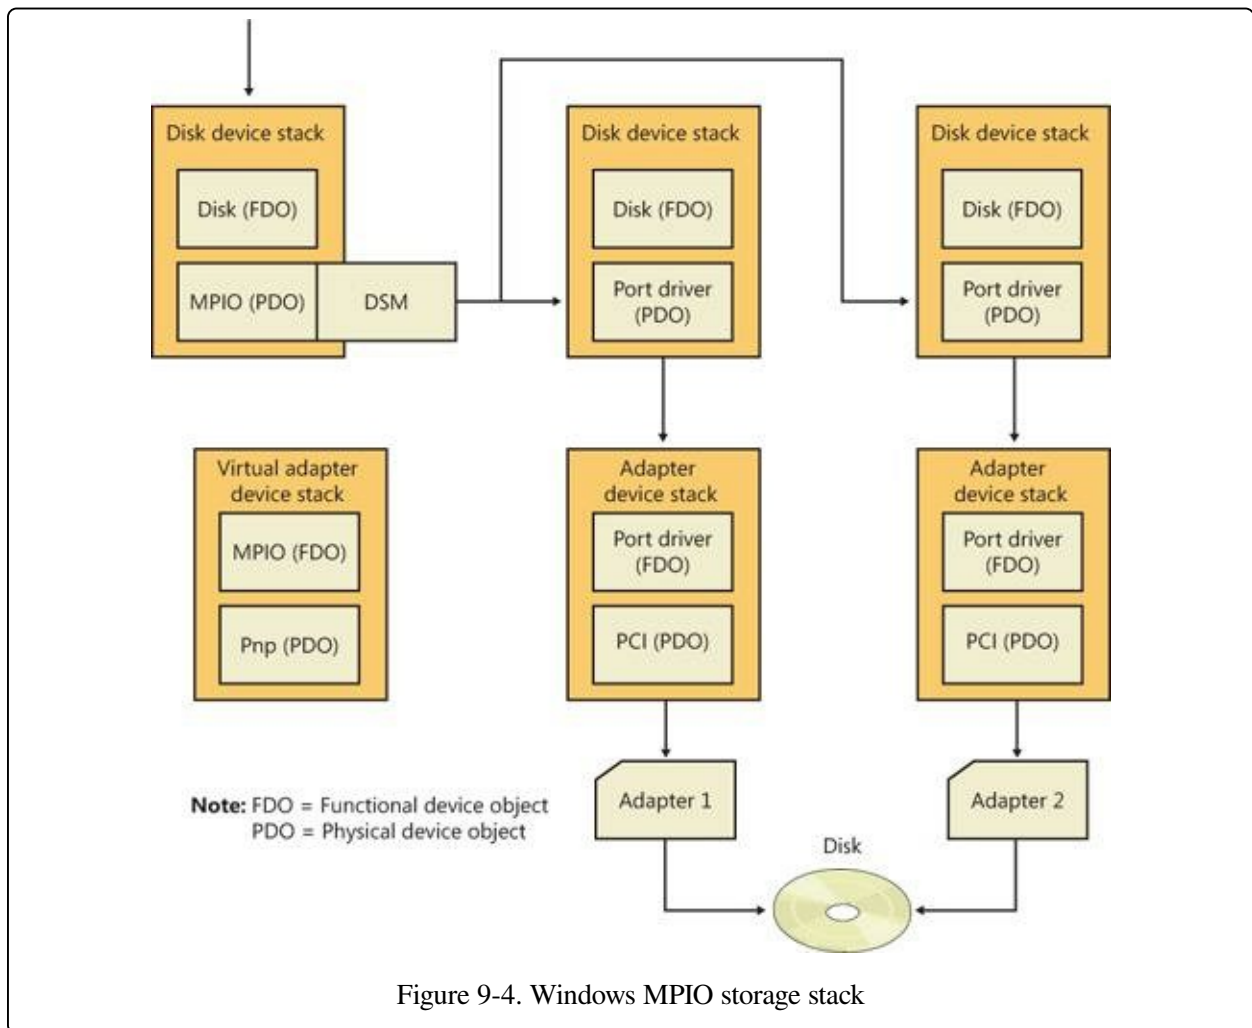 Disk device stack
Disk (FDO)
MPIO (PDO)
DSM
Disk device stack
Disk (FDO)
Port driver
(PDO)
Disk device stack
Disk (FDO)
Port driver
(PDO)
Virtual adapter
device stack
MPIO (FDO)
Pnp (PDO)
Adapter
device stack
Port driver
(FDO)
PCI (PDO)
Adapter
device stack
Port driver
(FDO)
PCI (PDO)
Note: FDO = Functional device object
PDO = Physical device object
Adapter 1
Adapter 2
Disk
Figure 9-4. Windows MPIO storage stack